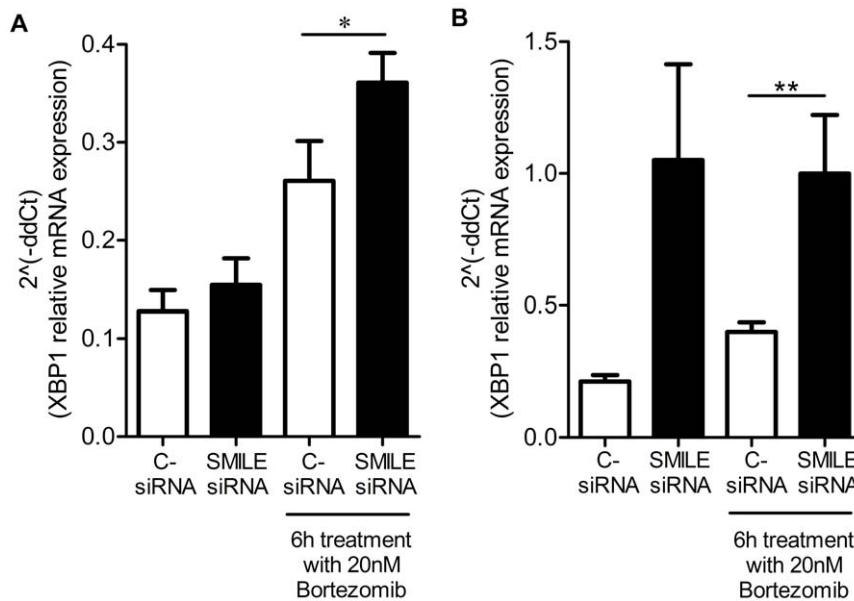 A
2^(-ddCt)
(XBP1 relative mRNA expression)
0.4
0.3
0.2
0.1
0.0
*
C-
siRNA
SMILE
siRNA
C-
siRNA
SMILE
siRNA
6h treatment
with 20nM
Bortezomib
B
2^(-ddCt)
(XBP1 relative mRNA expression)
1.5
1.0
0.5
0.0
**
C-
siRNA
SMILE
siRNA
C-
siRNA
SMILE
siRNA
6h treatment
with 20nM
Bortezomib